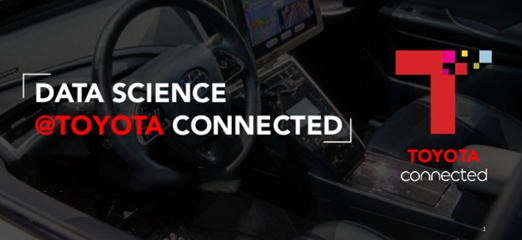 DATA SCIENCE
@TOYOTA CONNECTED
TOYOTA
connected
1